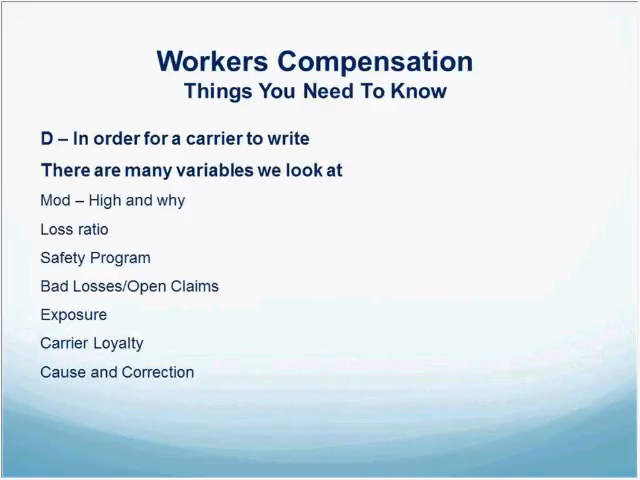 Workers Compensation
Things You Need To Know
D – In order for a carrier to write
There are many variables we look at
Mod – High and why
Loss ratio
Safety Program
Bad Losses/Open Claims
Exposure
Carrier Loyalty
Cause and Correction